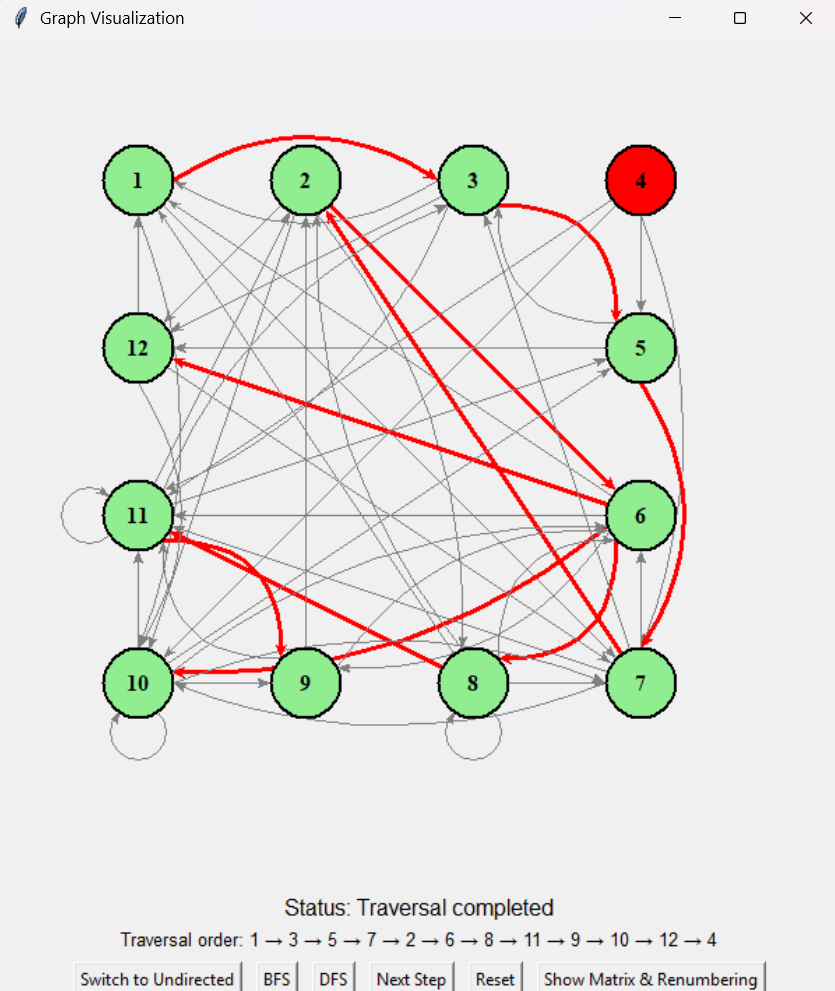 Graph Visualization
1 2 3 4
12 5
11 6
10 9 8 7
Status: Traversal completed
Traversal order: 1 → 3 → 5 → 7 → 2 → 6 → 8 → 11 → 9 → 10 → 12 → 4
Switch to Undirected BFS DFS Next Step Reset Show Matrix & Renumbering